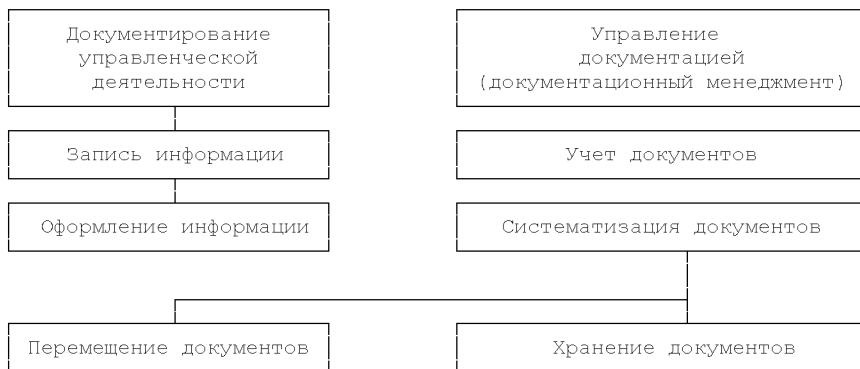 Документирование
управленческой
деятельности
Управление
документацией
(документационный менеджмент)
Запись информации
Учет документов
Оформление информации
Систематизация документов
Перемещение документов
Хранение документов